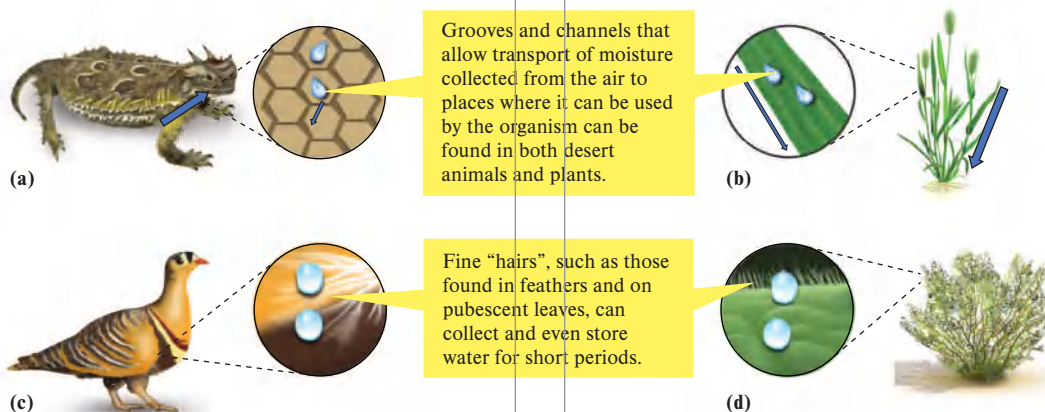 Grooves and channels that
allow transport of moisture
collected from the air to
places where it can be used
by the organism can be
found in both desert
animals and plants.
(a)
(b)
Fine “hairs”, such as those
found in feathers and on
pubescent leaves, can
collect and even store
water for short periods.
(c)
(d)